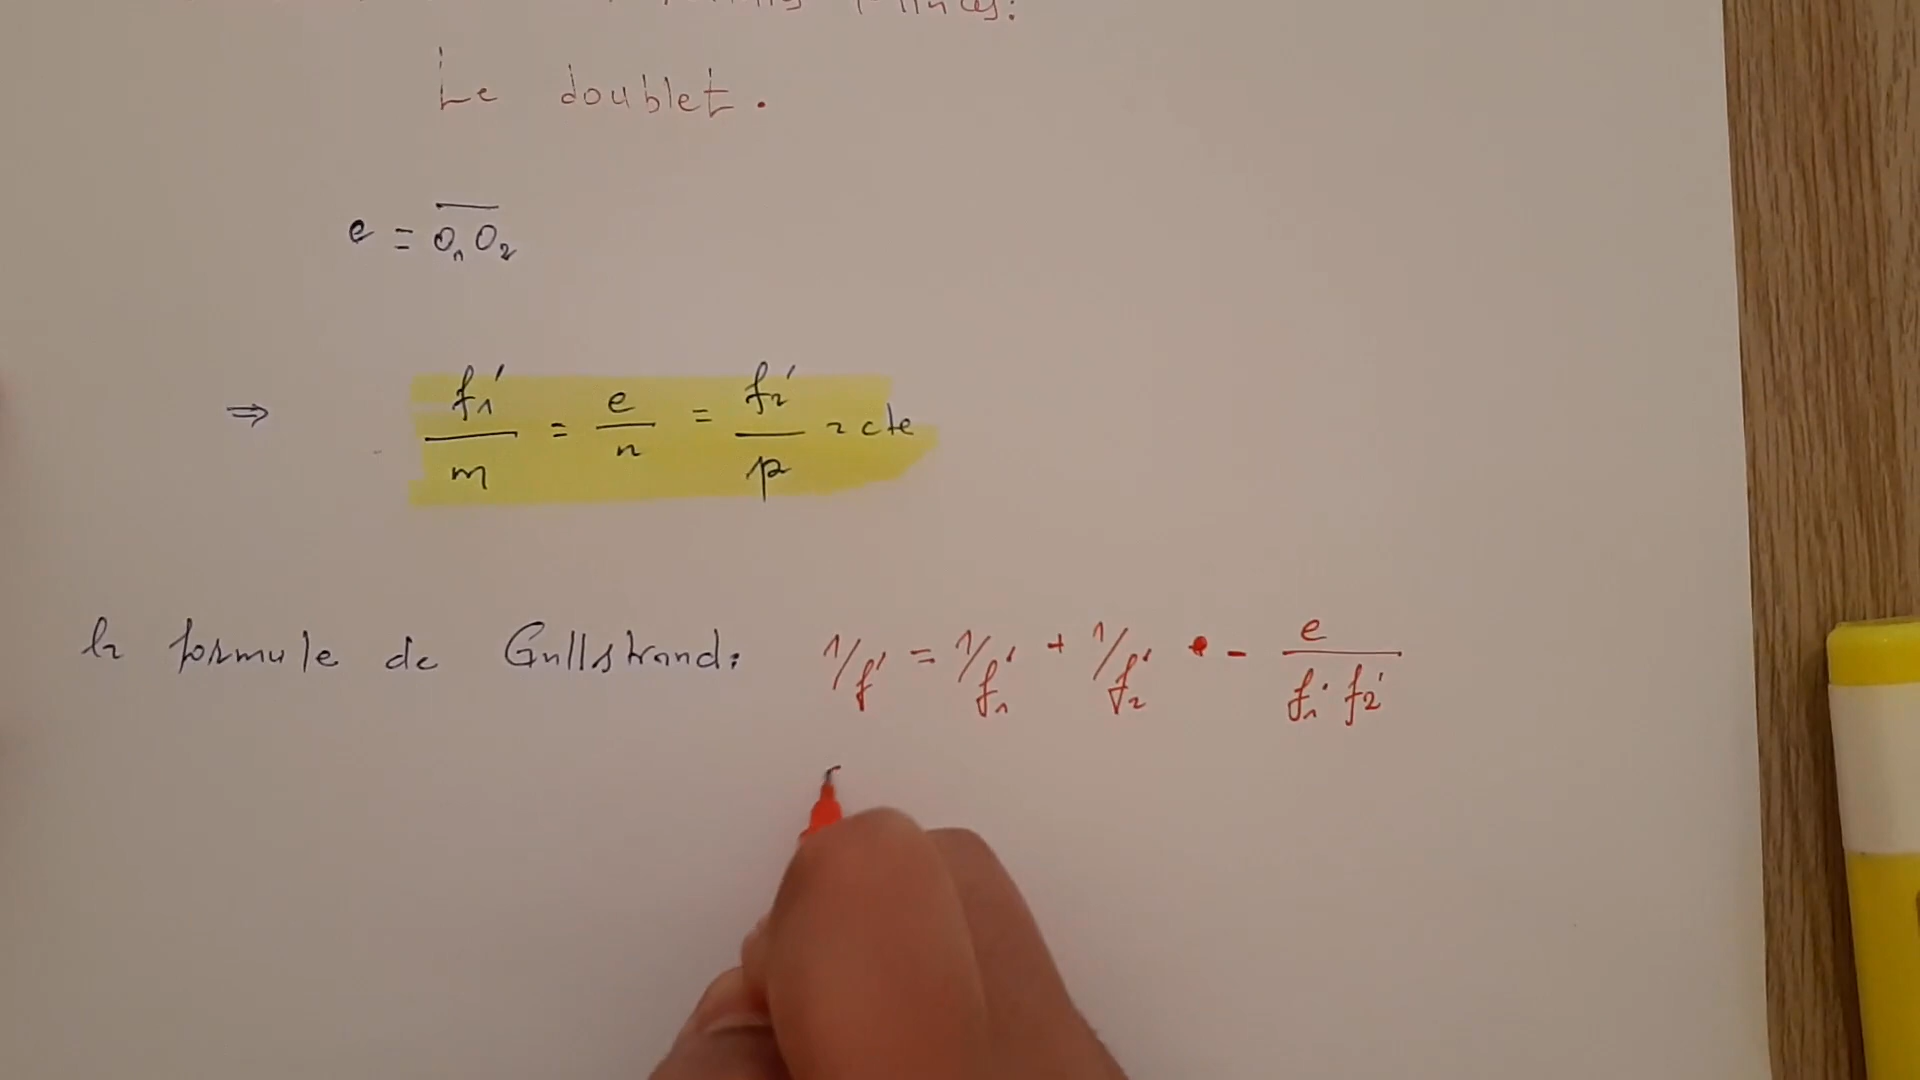 Le doublet.
e = O₁O₂
⇒ f₁'/m = e/n = f₂'/p = cte
la formule de Gullstrand: 1/f' = 1/f₁' + 1/f₂' - e/f₁' f₂'